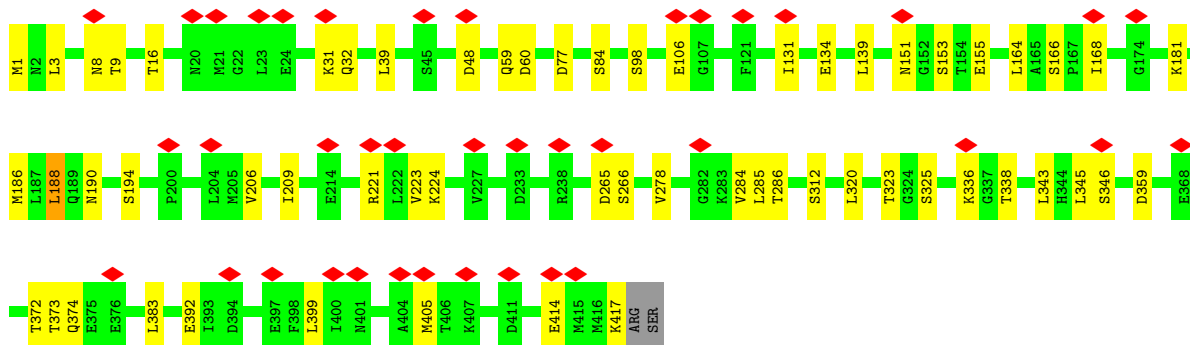 M1 N2 L3 N8 T9 T16 N20 M21 G22 L23 E24 K31 Q32 L39 S45 D48 Q59 D60 D77 S84 S98 E106 G107 F121 I131 E134 L139 N151 G152 S153 T154 E155 L164 A165 S166 P167 I168 G174 K181
M186 L187 L188 Q189 N190 S194 P200 L204 M205 V206 I209 E214 R221 L222 V223 K224 V227 D233 R238 D265 S266 V278 G282 K283 V284 L285 T286 S312 L320 T323 G324 S325 K336 G337 T338 L343 H344 L345 S346 D359 E368
T372 T373 Q374 E375 E376 L383 E392 I393 D394 E397 F398 L399 I400 N401 A404 M405 T406 K407 D411 E414 M415 M416 K417 ARG SER